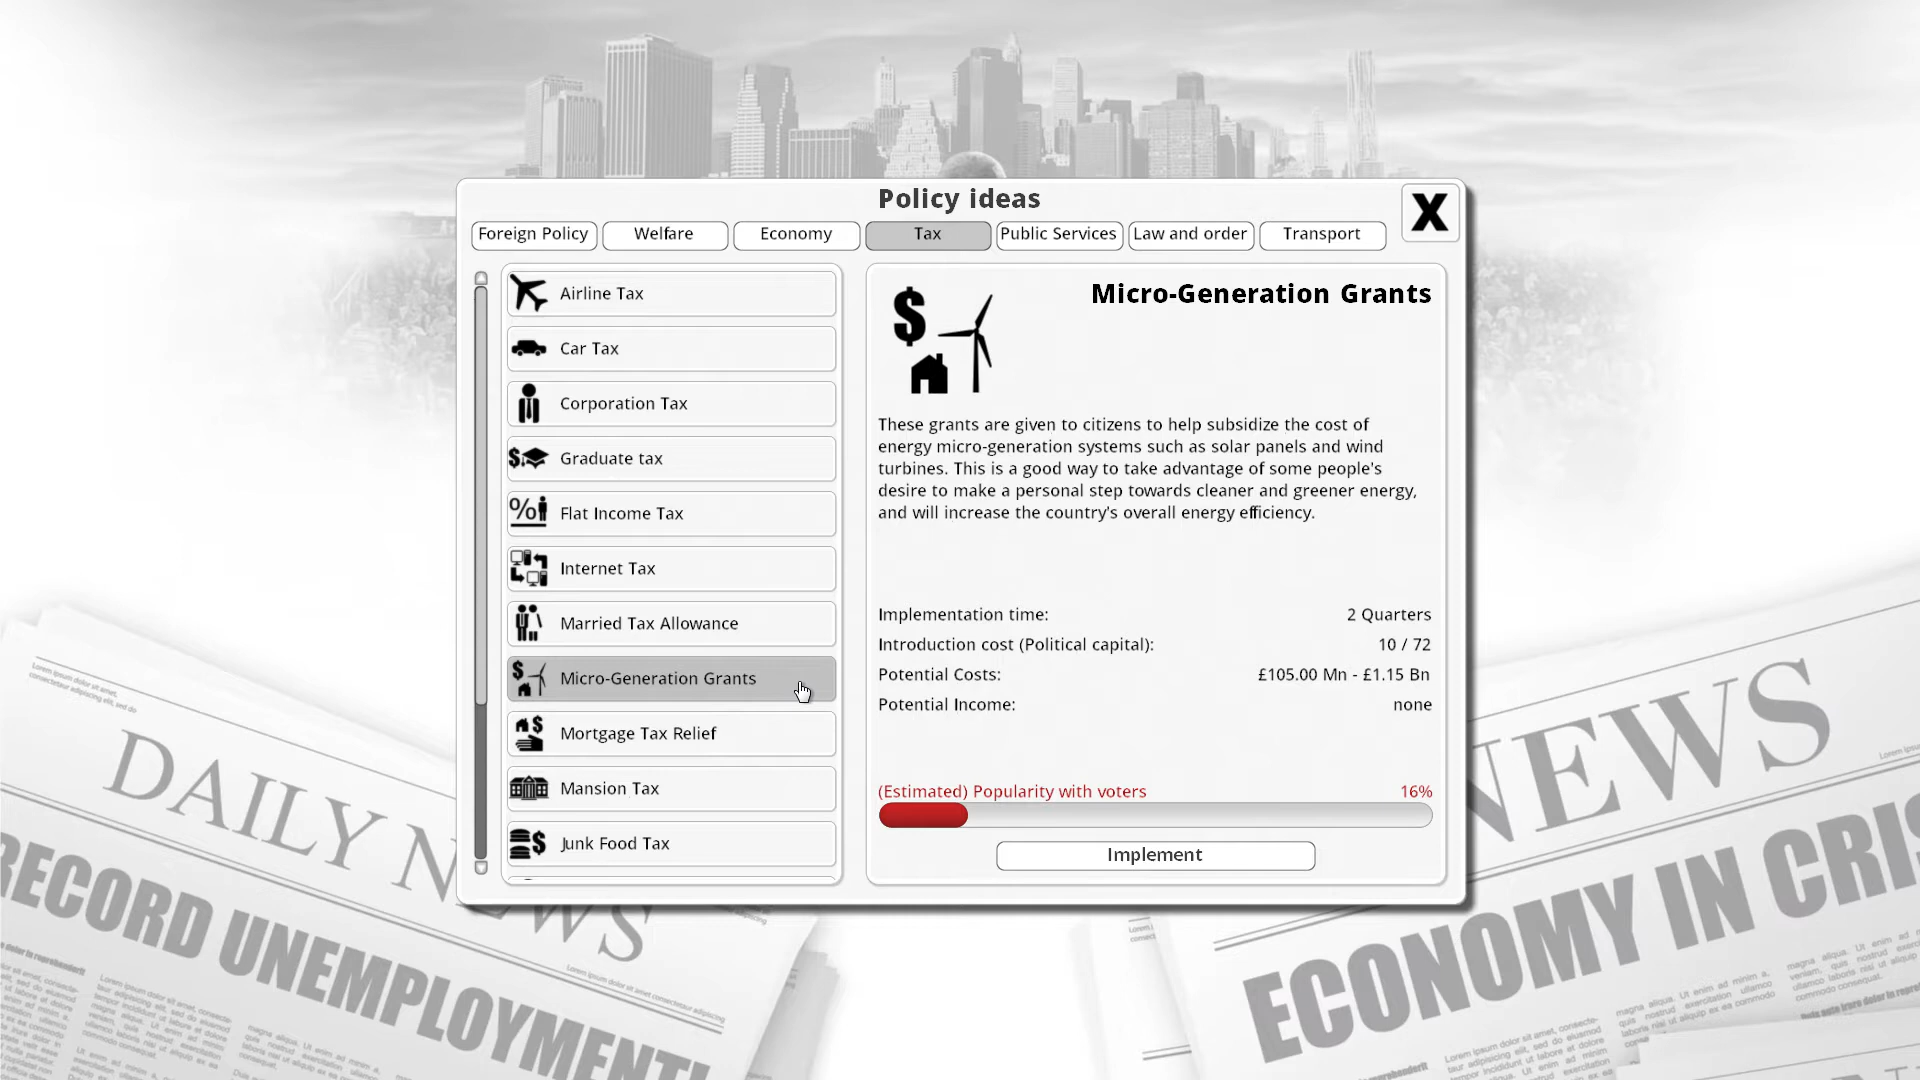 Policy ideas
X
Foreign Policy
Welfare
Economy
Tax
Public Services
Law and order
Transport
Airline Tax
Car Tax
Corporation Tax
Graduate tax
Flat Income Tax
Internet Tax
Married Tax Allowance
Micro-Generation Grants
Mortgage Tax Relief
Mansion Tax
Junk Food Tax
Micro-Generation Grants
These grants are given to citizens to help subsidize the cost of
energy micro-generation systems such as solar panels and wind
turbines. This is a good way to take advantage of some people's
desire to make a personal step towards cleaner and greener energy,
and will increase the country's overall energy efficiency.
Implementation time: 2 Quarters
Introduction cost (Political capital): 10 / 72
Potential Costs: £105.00 Mn - £1.15 Bn
Potential Income: none
(Estimated) Popularity with voters 16%
Implement
DAILY NEWS
RECORD UNEMPLOYMENT!
NEWS
ECONOMY IN CRIS